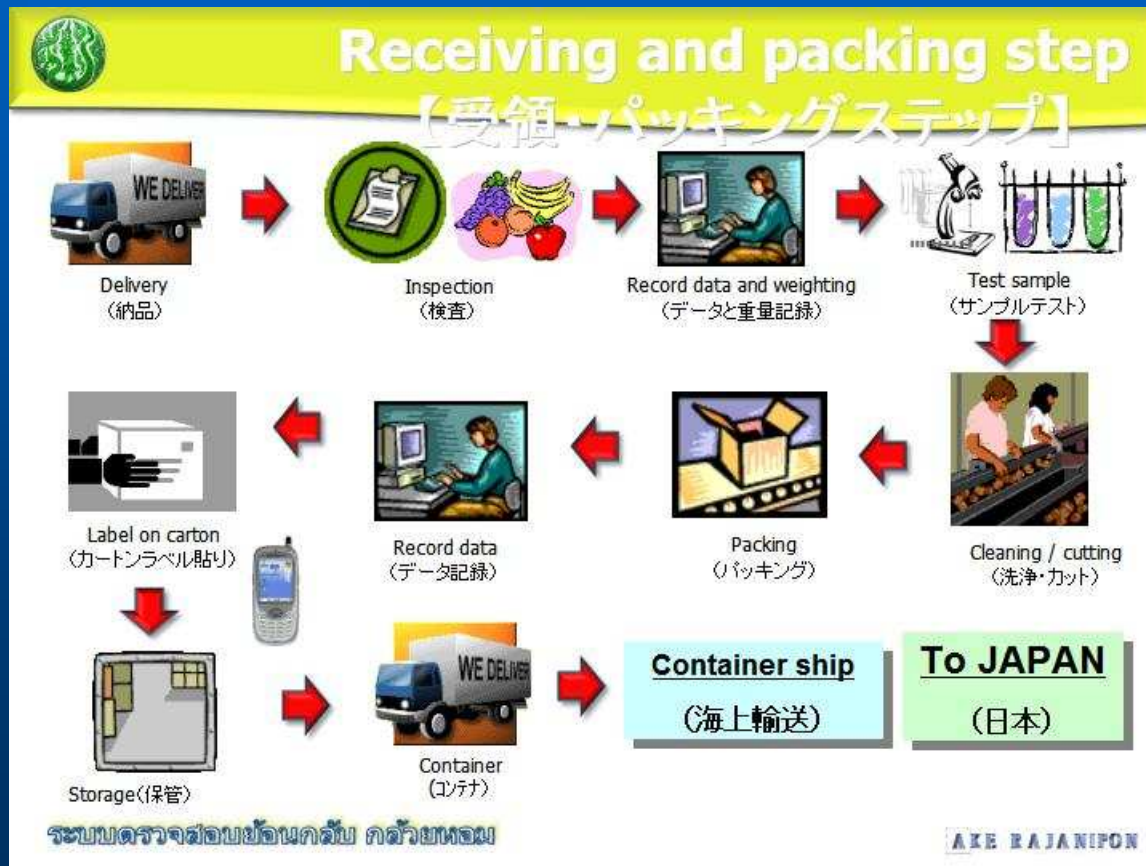 Receiving and packing step
【受領・パッキングステップ】
WE DELIVER
Delivery
(納品)
Inspection
(検査)
Record data and weighting
(データと重量記録)
Test sample
(サンプルテスト)
Label on carton
(カートンラベル貼り)
Record data
(データ記録)
Packing
(パッキング)
Cleaning / cutting
(洗浄・カット)
Storage(保管)
WE DELIVER
Container
(コンテナ)
Container ship
(海上輸送)
To JAPAN
(日本)
ระบบตรวจสอบย้อนกลับ กล้วยหอม
AKE RAJANIPON